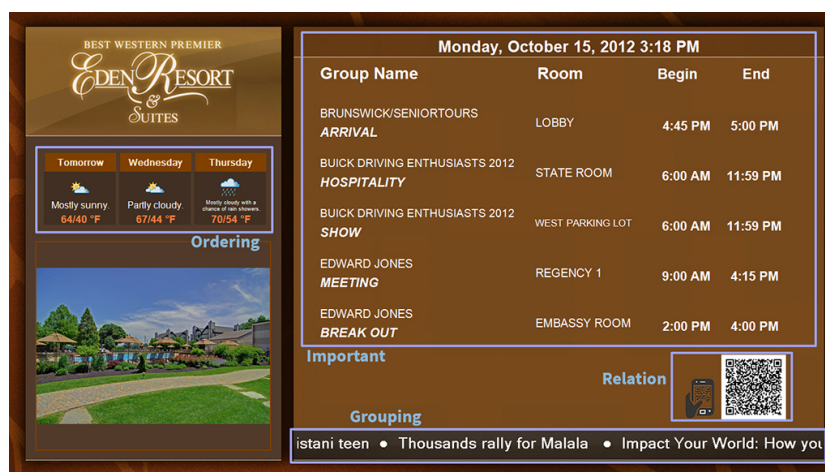 BEST WESTERN PREMIER
EDEN RESORT
&
SUITES
Tomorrow Wednesday Thursday
Mostly sunny. Partly cloudy. Mostly cloudy with a
chance of rain showers.
64/40 °F 67/44 °F 70/54 °F
Ordering
Monday, October 15, 2012 3:18 PM
Group Name Room Begin End
BRUNSWICK/SENIORTOURS
ARRIVAL LOBBY 4:45 PM 5:00 PM
BUICK DRIVING ENTHUSIASTS 2012
HOSPITALITY STATE ROOM 6:00 AM 11:59 PM
BUICK DRIVING ENTHUSIASTS 2012
SHOW WEST PARKING LOT 6:00 AM 11:59 PM
EDWARD JONES
MEETING REGENCY 1 9:00 AM 4:15 PM
EDWARD JONES
BREAK OUT EMBASSY ROOM 2:00 PM 4:00 PM
Important
Relation
Grouping
istani teen ● Thousands rally for Malala ● Impact Your World: How you